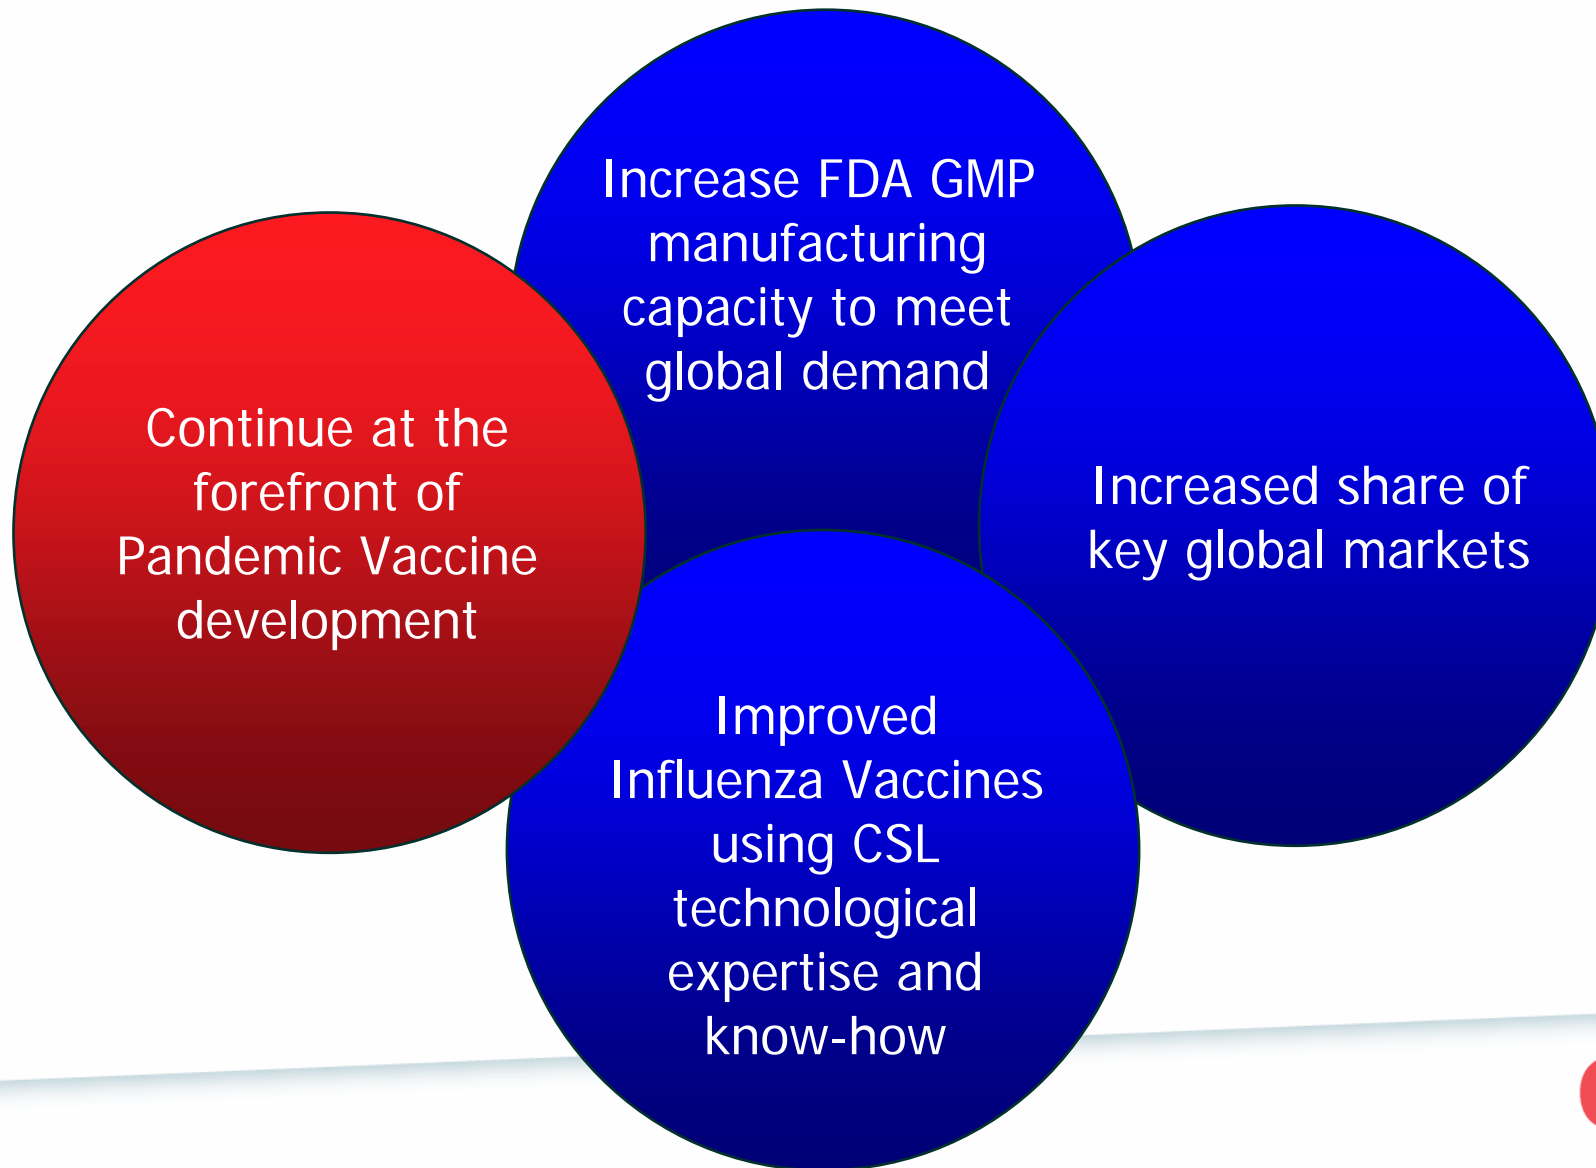 Increase FDA GMP
manufacturing
capacity to meet
global demand
Continue at the
forefront of
Pandemic Vaccine
development
Increased share of
key global markets
Improved
Influenza Vaccines
using CSL
technological
expertise and
know-how